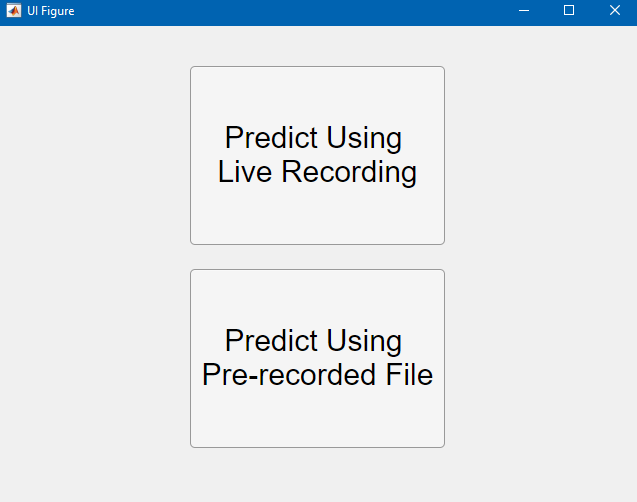 UI Figure
Predict Using
Live Recording
Predict Using
Pre-recorded File